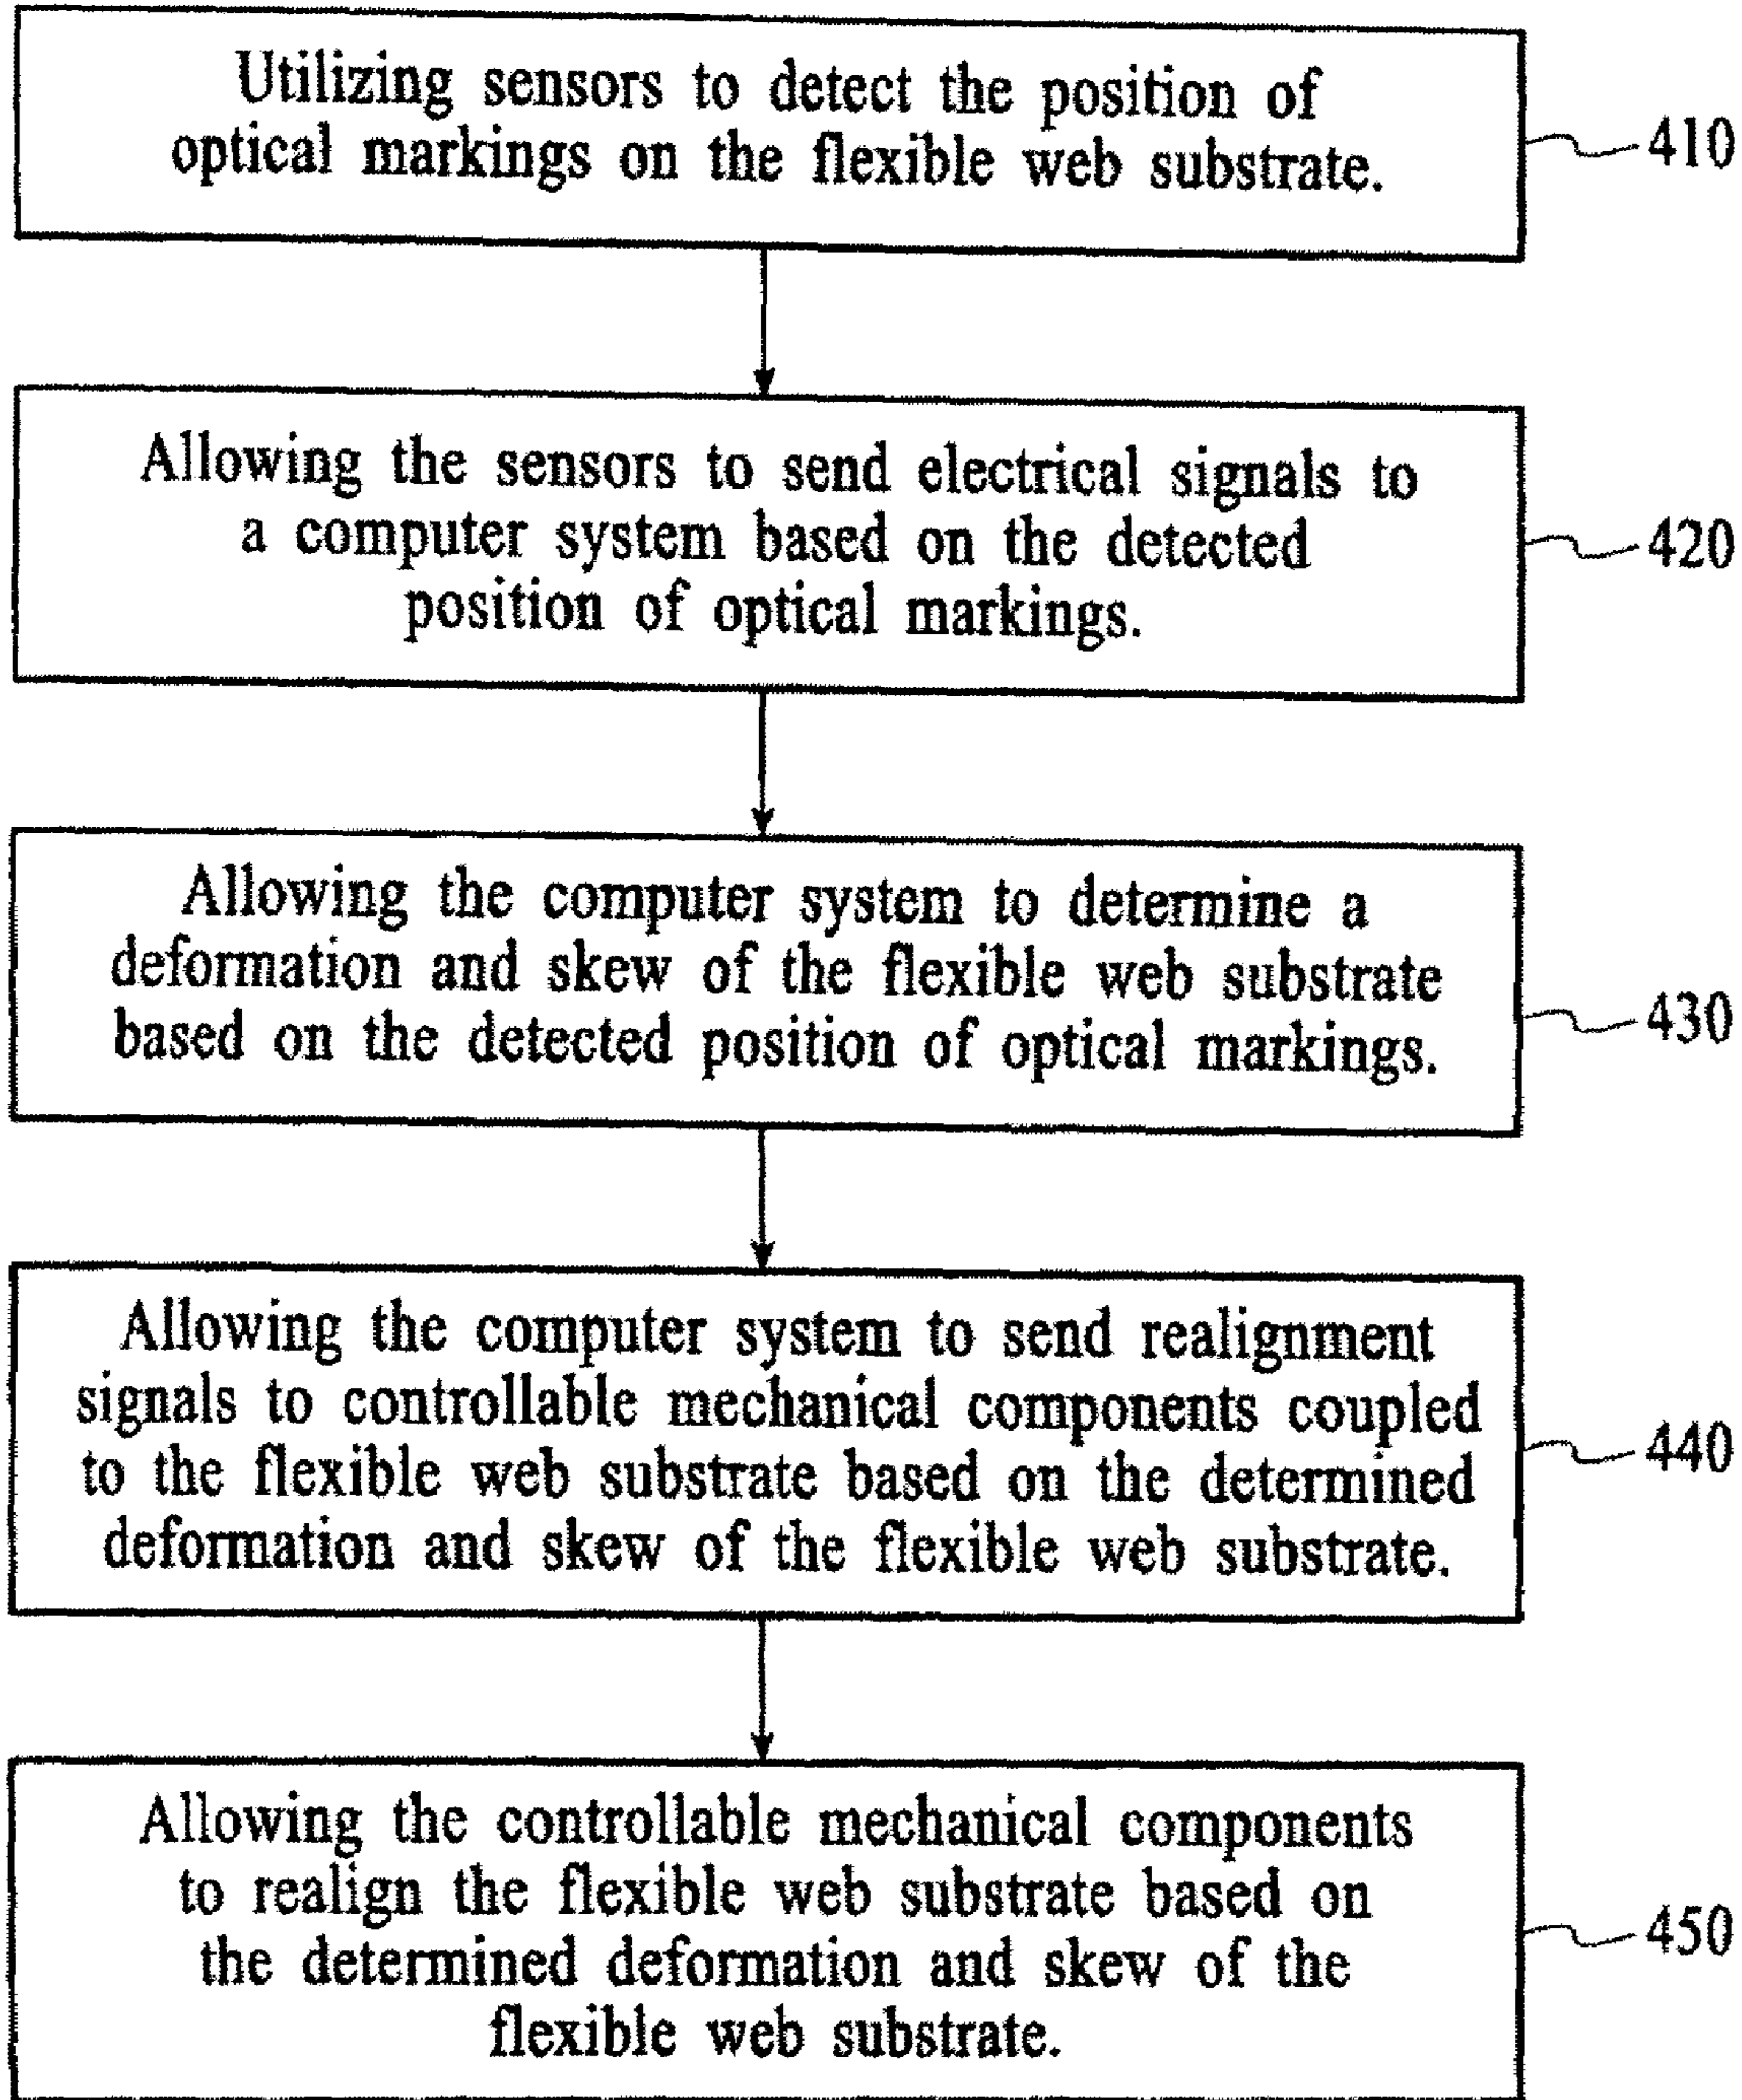 Utilizing sensors to detect the position of
optical markings on the flexible web substrate.
410
Allowing the sensors to send electrical signals to
a computer system based on the detected
position of optical markings.
420
Allowing the computer system to determine a
deformation and skew of the flexible web substrate
based on the detected position of optical markings.
430
Allowing the computer system to send realignment
signals to controllable mechanical components coupled
to the flexible web substrate based on the determined
deformation and skew of the flexible web substrate.
440
Allowing the controllable mechanical components
to realign the flexible web substrate based on
the determined deformation and skew of the
flexible web substrate.
450